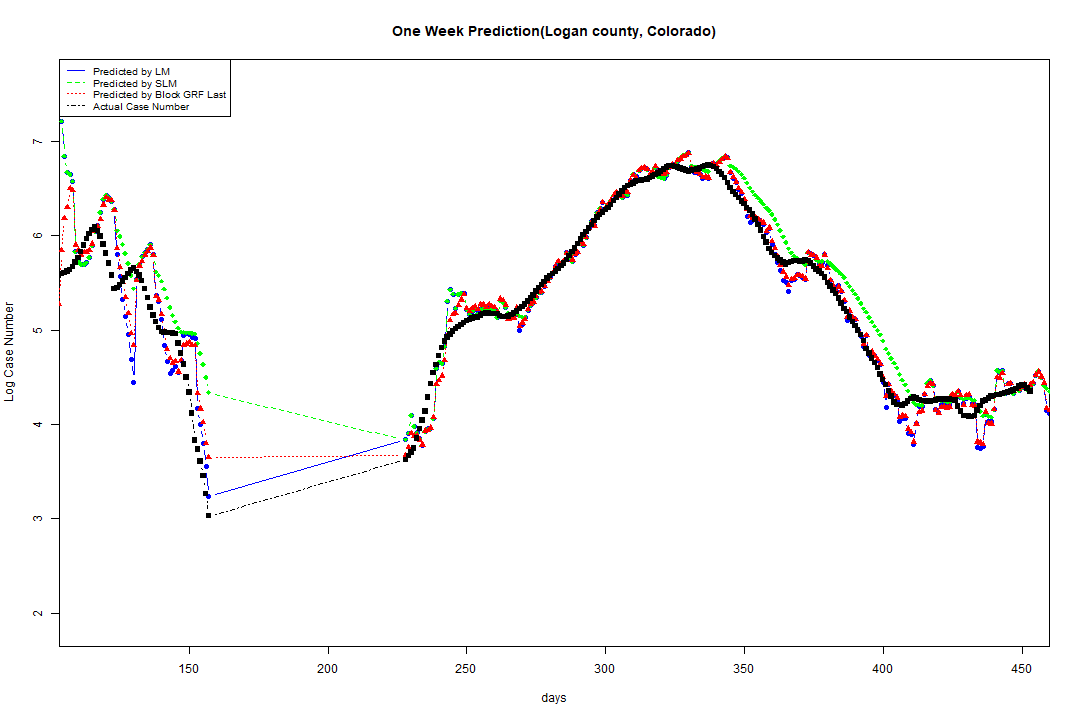 One Week Prediction(Logan county, Colorado)
Predicted by LM
Predicted by SLM
Predicted by Block GRF Last
Actual Case Number
Log Case Number
7
6
5
4
3
2
150 200 250 300 350 400 450
days